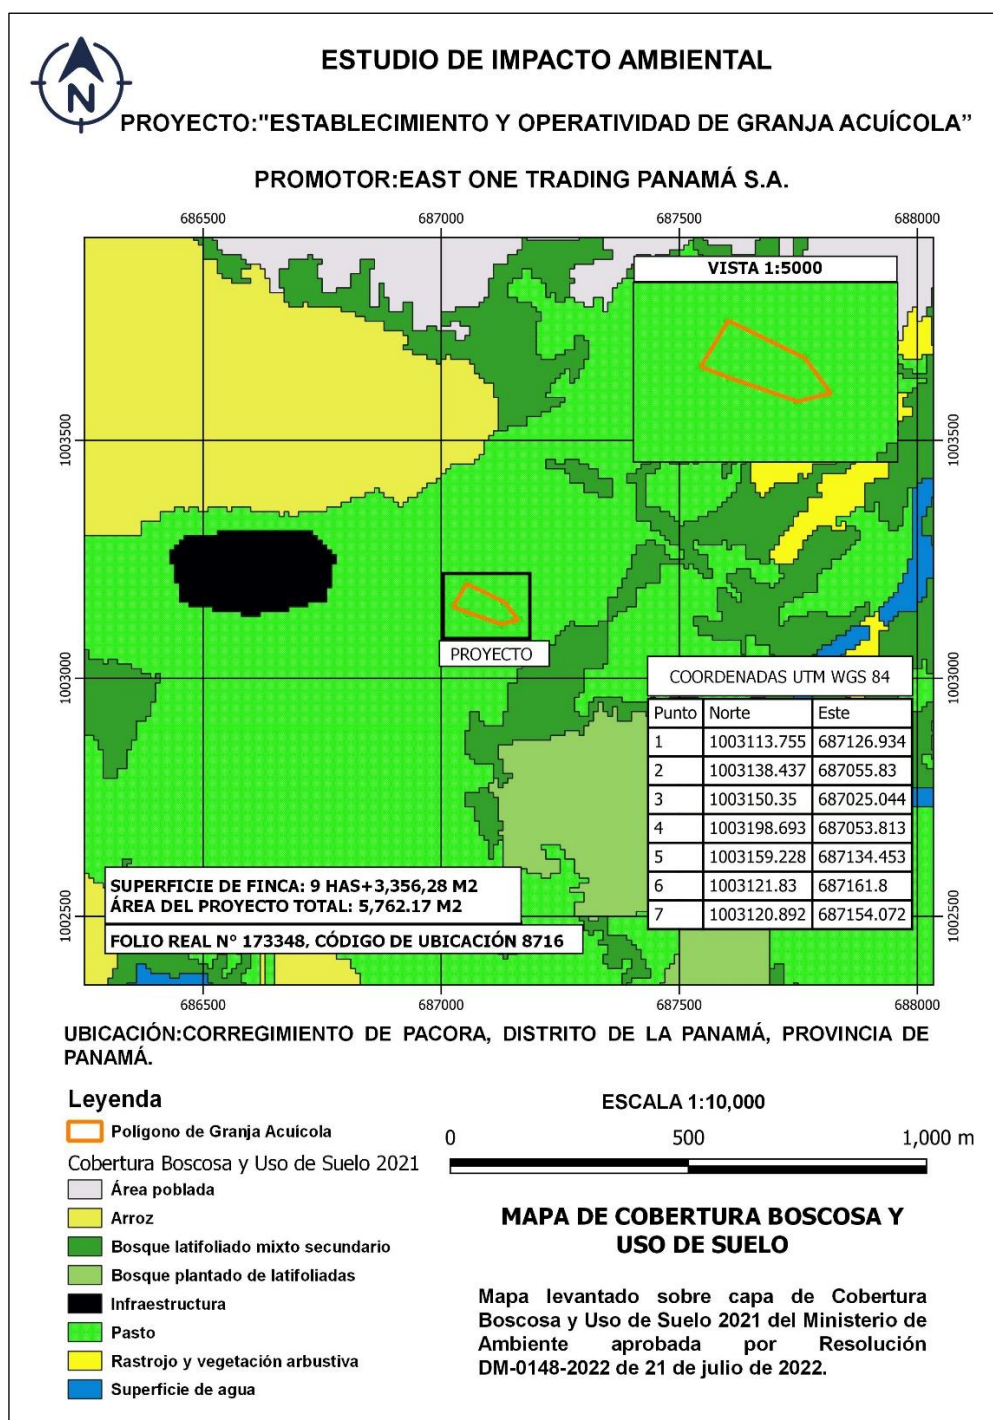 N
ESTUDIO DE IMPACTO AMBIENTAL
PROYECTO:"ESTABLECIMIENTO Y OPERATIVIDAD DE GRANJA ACUÍCOLA”
PROMOTOR:EAST ONE TRADING PANAMÁ S.A.
686500 687000 687500 688000
VISTA 1:5000
1003500 1003500
PROYECTO
1003000 1003000
COORDENADAS UTM WGS 84
Punto Norte Este
1 1003113.755 687126.934
2 1003138.437 687055.83
3 1003150.35 687025.044
4 1003198.693 687053.813
5 1003159.228 687134.453
6 1003121.83 687161.8
7 1003120.892 687154.072
SUPERFICIE DE FINCA: 9 HAS+3,356,28 M2
ÁREA DEL PROYECTO TOTAL: 5,762.17 M2
FOLIO REAL Nº 173348, CÓDIGO DE UBICACIÓN 8716
1002500 1002500
686500 687000 687500 688000
UBICACIÓN:CORREGIMIENTO DE PACORA, DISTRITO DE LA PANAMÁ, PROVINCIA DE
PANAMÁ.
Leyenda
Poligono de Granja Acuícola
Cobertura Boscosa y Uso de Suelo 2021
Área poblada
Arroz
Bosque latifoliado mixto secundario
Bosque plantado de latifoliadas
Infraestructura
Pasto
Rastrojo y vegetación arbustiva
Superficie de agua
ESCALA 1:10,000
0 500 1,000 m
MAPA DE COBERTURA BOSCOSA Y
USO DE SUELO
Mapa levantado sobre capa de Cobertura
Boscosa y Uso de Suelo 2021 del Ministerio de
Ambiente aprobada por Resolución
DM-0148-2022 de 21 de julio de 2022.